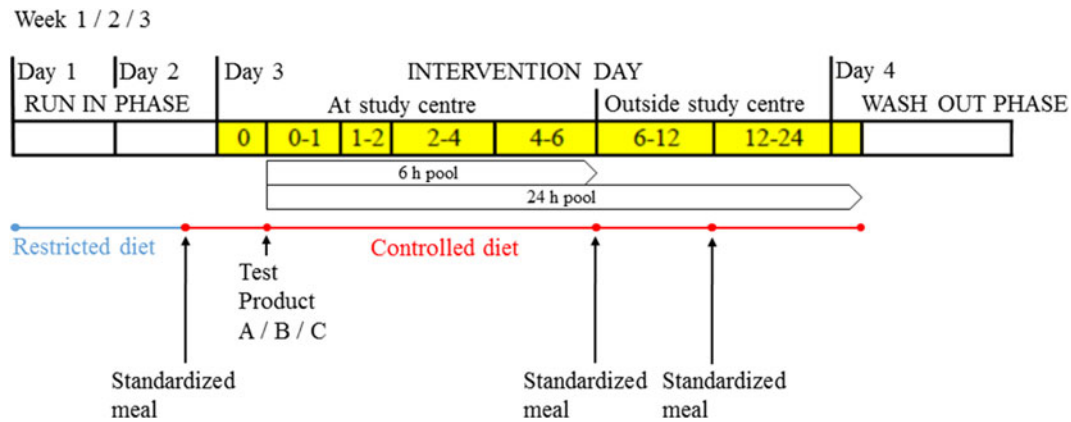 Week 1 / 2 / 3
Day 1 Day 2 Day 3 INTERVENTION DAY Day 4
RUN IN PHASE At study centre Outside study centre WASH OUT PHASE
0 0-1 1-2 2-4 4-6 6-12 12-24
6 h pool
24 h pool
Restricted diet Controlled diet
Test
Product
A / B / C
Standardized Standardized Standardized
meal meal meal